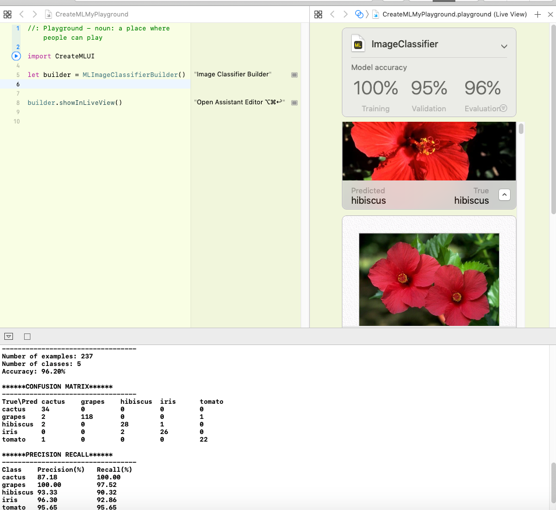 CreateMLMyPlayground
CreateMLMyPlayground.playground (Live View)
1 //: Playground - noun: a place where
people can play
2
import CreateMLUI
4
5 let builder = MLImageClassifierBuilder()
"Image Classifier Builder"
6
7
8 builder.showInLiveView()
"Open Assistant Editor ⌥⌘↩"
9
10
ImageClassifier
Model accuracy
100% 95% 96%
Training Validation Evaluation
Predicted True
hibiscus hibiscus
----------------------------------
Number of examples: 237
Number of classes: 5
Accuracy: 96.20%
******CONFUSION MATRIX******
----------------------------------
True\Pred cactus grapes hibiscus iris tomato
cactus 34 0 0 0 0
grapes 2 118 0 0 1
hibiscus 2 0 28 1 0
iris 0 0 2 26 0
tomato 1 0 0 0 22
******PRECISION RECALL******
----------------------------------
Class Precision(%) Recall(%)
cactus 87.18 100.00
grapes 100.00 97.52
hibiscus 93.33 90.32
iris 96.30 92.86
tomato 95.65 95.65